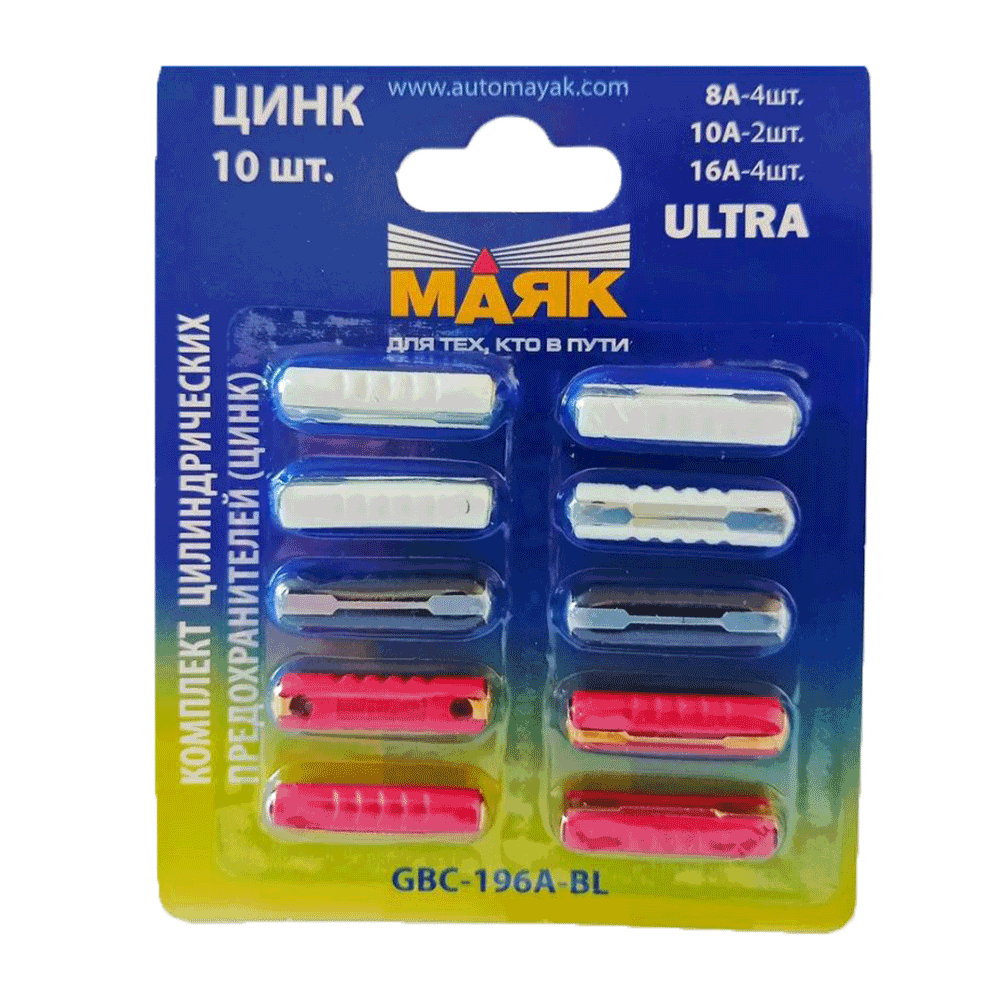 www.automayak.com
ЦИНК
10 шт.
8А-4шт.
10А-2шт.
16А-4шт.
ULTRA
МАЯК
ДЛЯ ТЕХ, КТО В ПУТИ
КОМПЛЕКТ ЦИЛИНДРИЧЕСКИХ
ПРЕДОХРАНИТЕЛЕЙ (ЦИНК)
GBC-196A-BL